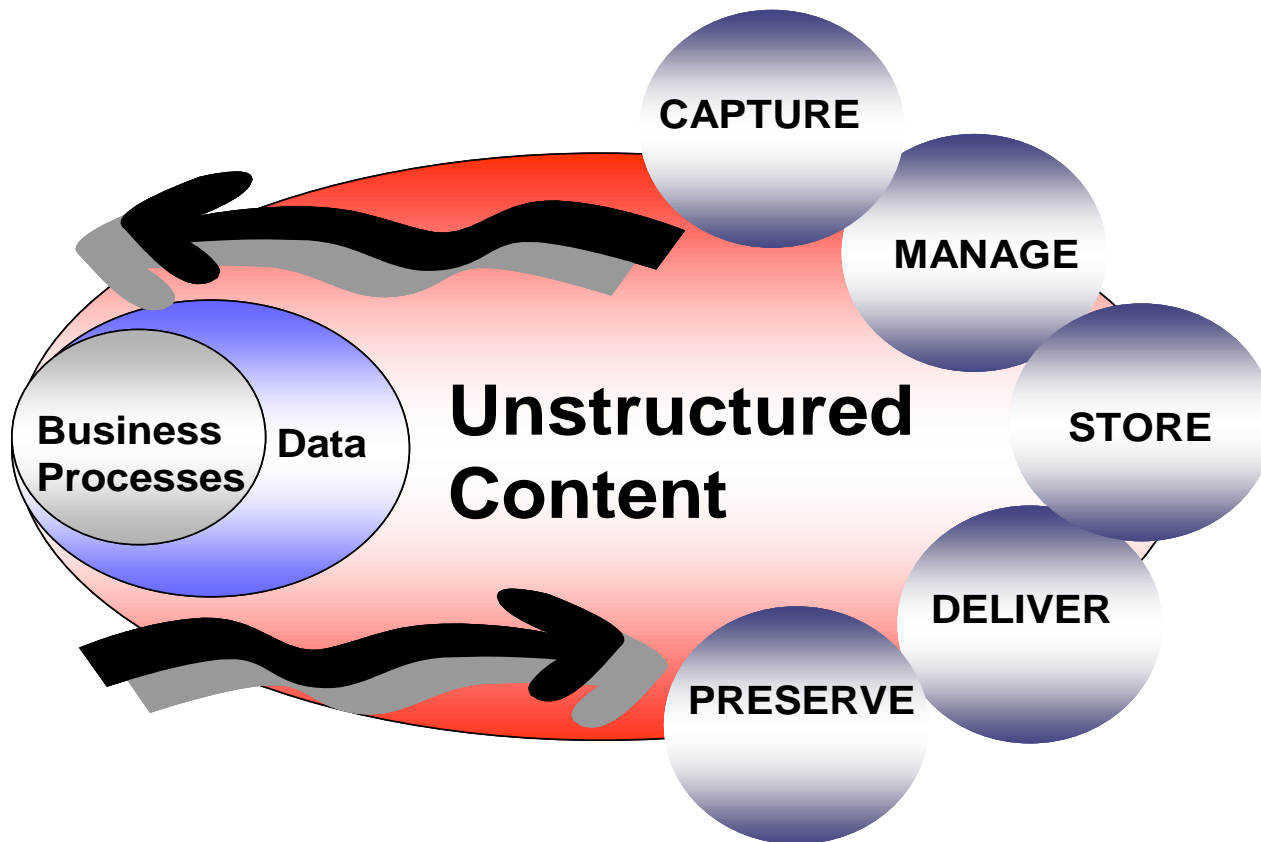 CAPTURE
MANAGE
STORE
DELIVER
PRESERVE
Unstructured
Content
Data
Business
Processes